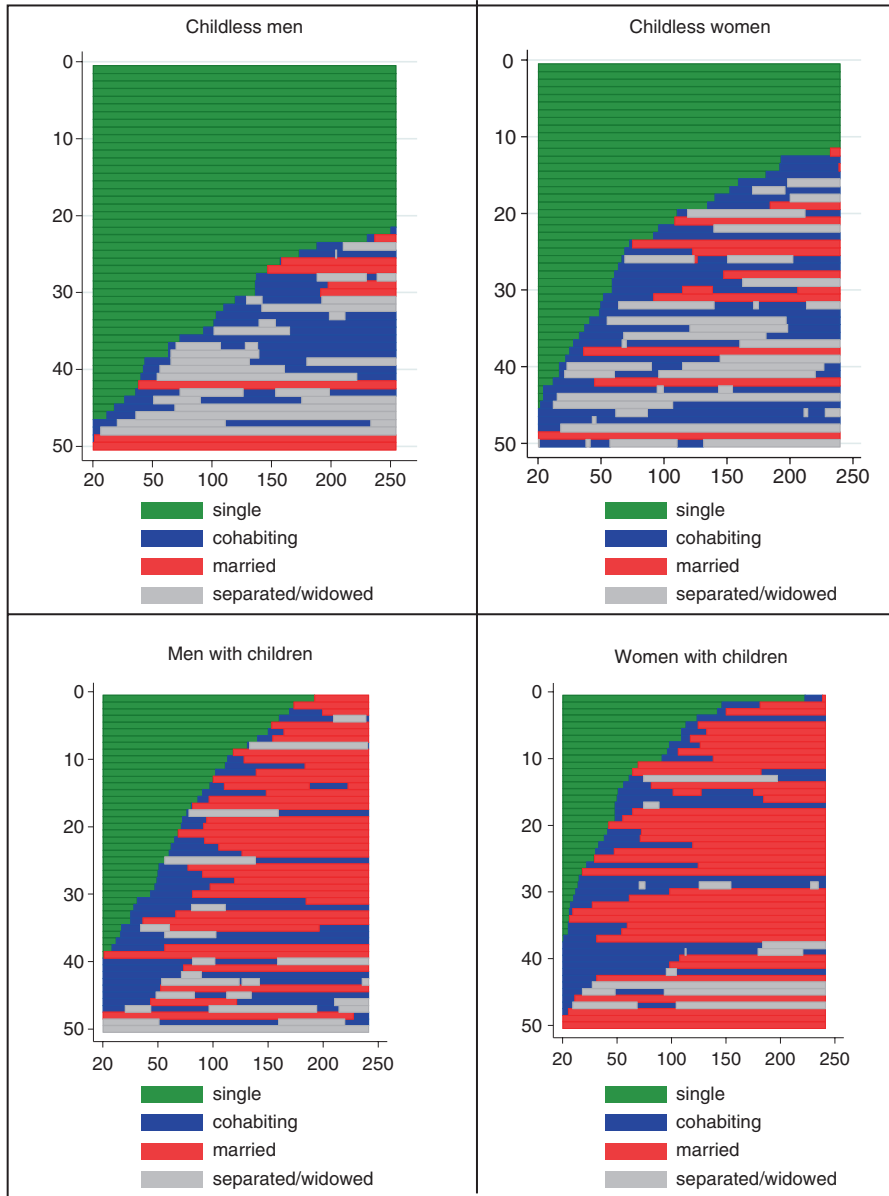 Childless men
0
10
20
30
40
50
20 50 100 150 200 250
single
cohabiting
married
separated/widowed
Childless women
0
10
20
30
40
50
20 50 100 150 200 250
single
cohabiting
married
separated/widowed
Men with children
0
10
20
30
40
50
20 50 100 150 200 250
single
cohabiting
married
separated/widowed
Women with children
0
10
20
30
40
50
20 50 100 150 200 250
single
cohabiting
married
separated/widowed